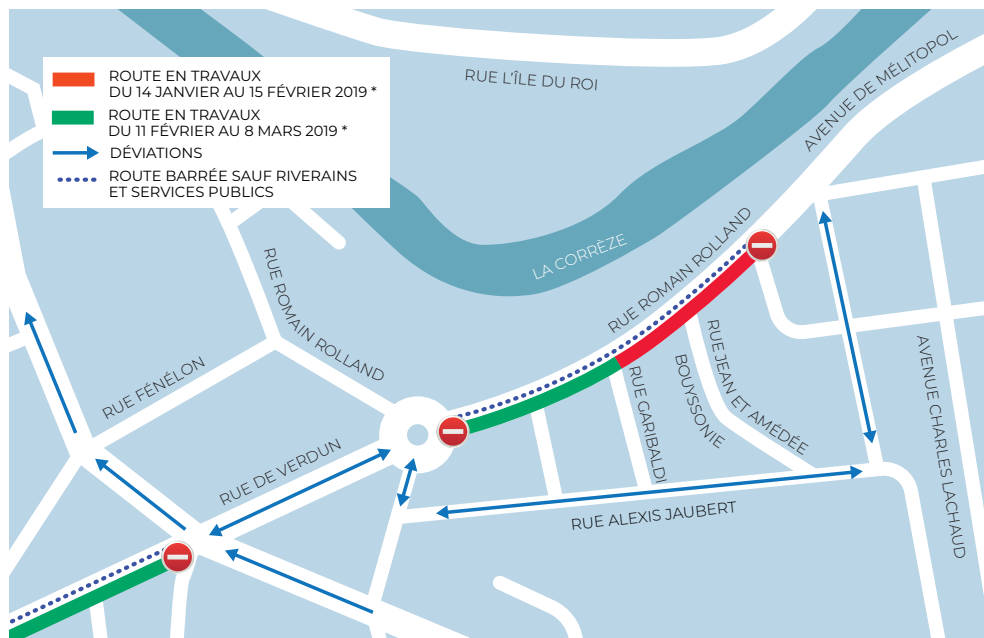 ROUTE EN TRAVAUX
DU 14 JANVIER AU 15 FÉVRIER 2019 *
ROUTE EN TRAVAUX
DU 11 FÉVRIER AU 8 MARS 2019 *
DÉVIATIONS
ROUTE BARRÉE SAUF RIVERAINS
ET SERVICES PUBLICS
RUE L'ÎLE DU ROI
AVENUE DE MÉLITOPOL
LA CORRÈZE
RUE ROMAIN ROLLAND
RUE ROMAIN ROLLAND
RUE FÉNÉLON
RUE DE VERDUN
RUE GARIBALDI
RUE JEAN ET AMÉDÉE
BOUYSSONIE
AVENUE CHARLES LACHAUD
RUE ALEXIS JAUBERT